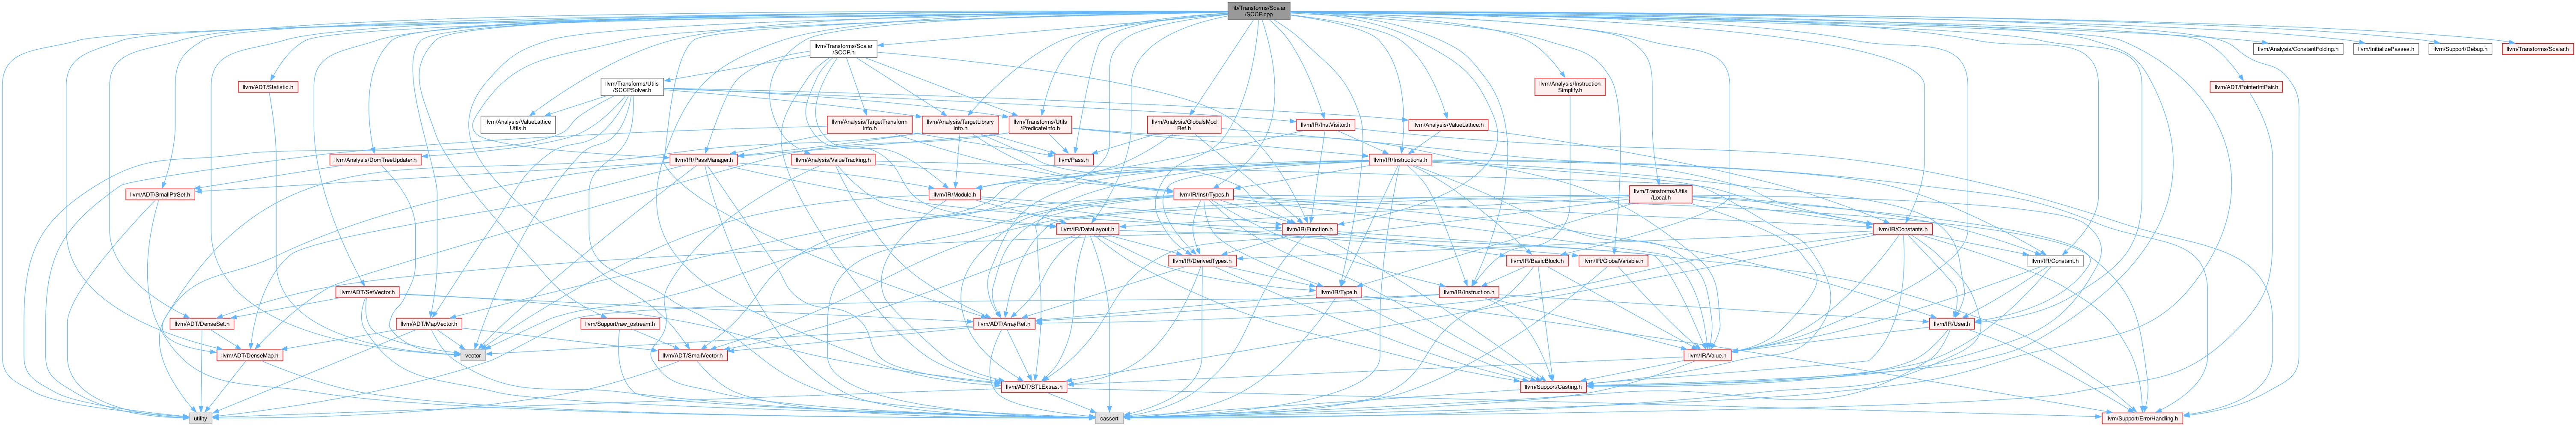 lib/Transforms/Scalar
/SCCP.cpp
llvm/Transforms/Scalar
/SCCP.h
llvm/Analysis/ConstantFolding.h
llvm/InitializePasses.h
llvm/Support/Debug.h
llvm/Transforms/Scalar.h
llvm/ADT/Statistic.h
llvm/Transforms/Utils
/SCCPSolver.h
llvm/Analysis/Instruction
Simplify.h
llvm/ADT/PointerIntPair.h
llvm/Analysis/ValueLattice
Utils.h
llvm/Analysis/TargetTransform
Info.h
llvm/Analysis/TargetLibrary
Info.h
llvm/Transforms/Utils
/PredicateInfo.h
llvm/Analysis/GlobalsMod
Ref.h
llvm/IR/InstVisitor.h
llvm/Analysis/ValueLattice.h
llvm/Analysis/DomTreeUpdater.h
llvm/IR/PassManager.h
llvm/Analysis/ValueTracking.h
llvm/Pass.h
llvm/IR/Instructions.h
llvm/ADT/SmallPtrSet.h
llvm/IR/Module.h
llvm/IR/InstrTypes.h
llvm/Transforms/Utils
/Local.h
llvm/IR/DataLayout.h
llvm/IR/Function.h
llvm/IR/Constants.h
llvm/IR/DerivedTypes.h
llvm/IR/BasicBlock.h
llvm/IR/GlobalVariable.h
llvm/IR/Constant.h
llvm/ADT/SetVector.h
llvm/IR/Type.h
llvm/IR/Instruction.h
llvm/ADT/DenseSet.h
llvm/ADT/MapVector.h
llvm/Support/raw_ostream.h
llvm/ADT/ArrayRef.h
llvm/IR/User.h
llvm/ADT/DenseMap.h
vector
llvm/ADT/SmallVector.h
llvm/IR/Value.h
llvm/ADT/STLExtras.h
llvm/Support/Casting.h
utility
cassert
llvm/Support/ErrorHandling.h